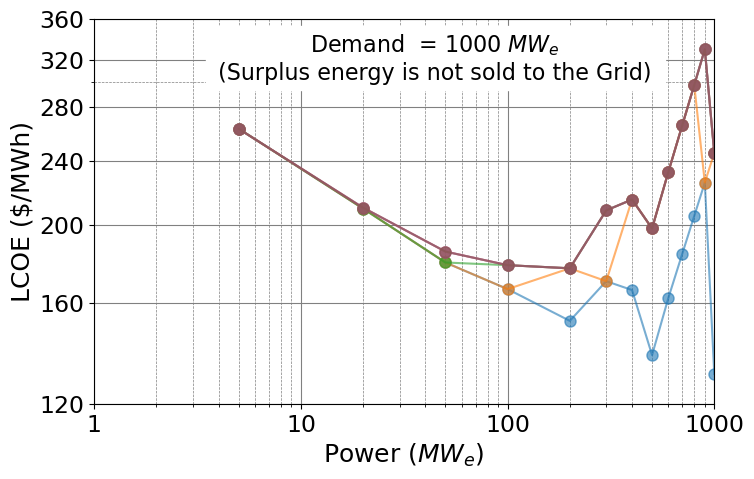 Demand = 1000 MWₑ
(Surplus energy is not sold to the Grid)
LCOE ($/MWh)
360
320
280
240
200
160
120
1 10 100 1000
Power (MWₑ)